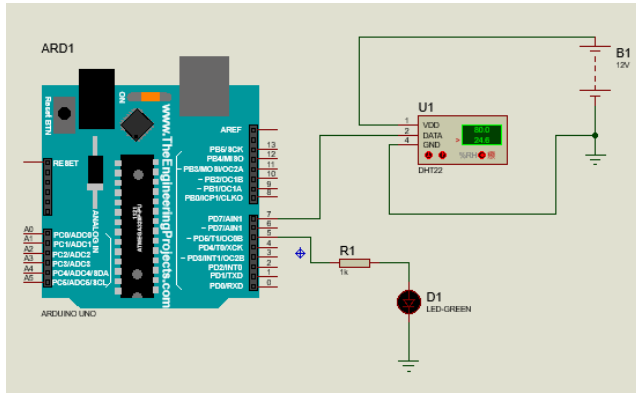 ARD1
Reset BTN
ON
www.TheEngineeringProjects.com
RESET
ANALOG IN
AREF
PB5/SCK 13
PB4/MISO 12
~PB3/MOSI/OC2A 11
~PB2/OC1B 10
~PB1/OC1A 9
PB0/ICP1/CLKO 8
PD7/AIN1 7
~PD7/AIN1 6
~PD5/T1/OC0B 5
PD4/T0/XCK 4
~PD3/INT1/OC2B 3
PD2/INT0 2
PD1/TXD 1
PD0/RXD 0
A0 PC0/ADC0
A1 PC1/ADC1
A2 PC2/ADC2
A3 PC3/ADC3
A4 PC4/ADC4/SDA
A5 PC5/ADC5/SCL
ARDUINO UNO
U1
1 VDD
2 DATA
4 GND
80.0
> 24.6
%RH
DHT22
B1
12V
R1
1k
D1
LED-GREEN